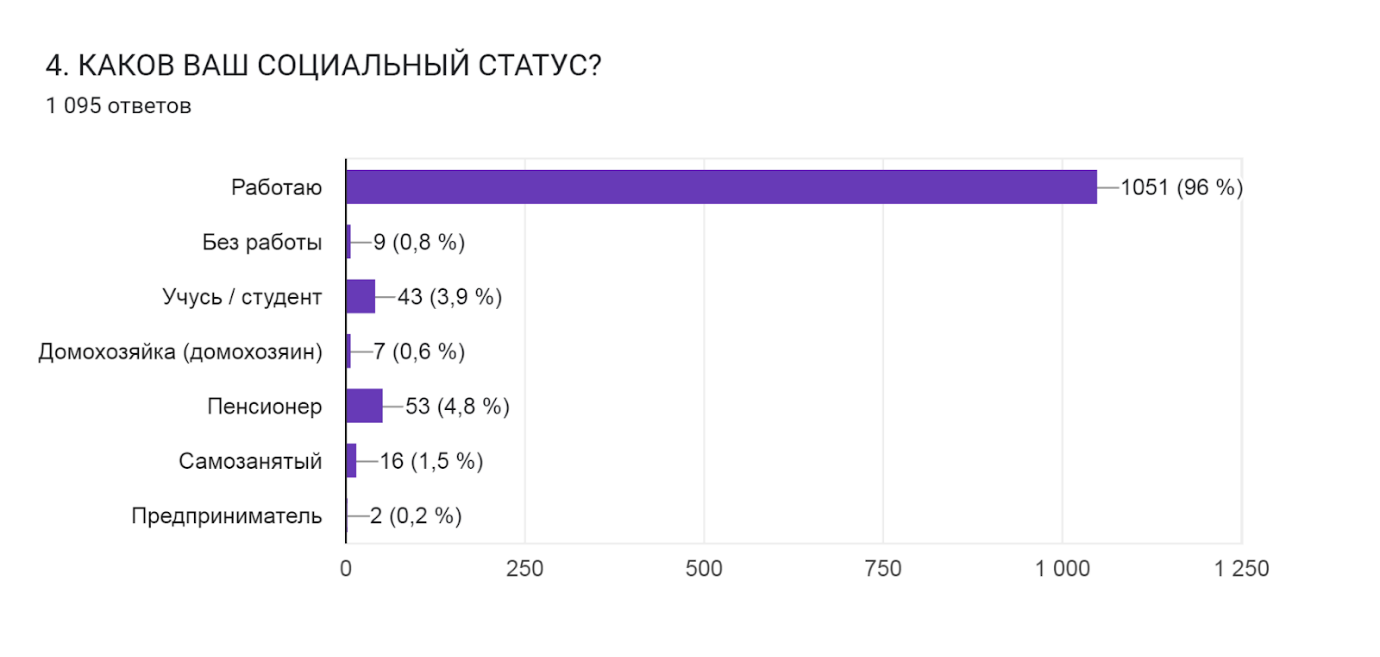 4. КАКОВ ВАШ СОЦИАЛЬНЫЙ СТАТУС?
1 095 ответов
Работаю 1051 (96 %)
Без работы 9 (0,8 %)
Учусь / студент 43 (3,9 %)
Домохозяйка (домохозяин) 7 (0,6 %)
Пенсионер 53 (4,8 %)
Самозанятый 16 (1,5 %)
Предприниматель 2 (0,2 %)
0 250 500 750 1 000 1 250